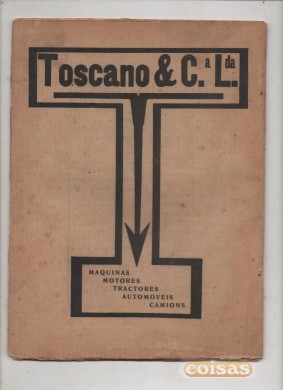 Toscano & C.a L.da
MAQUINAS
MOTORES
TRACTORES
AUTOMOVEIS
CAMIONS
coisas